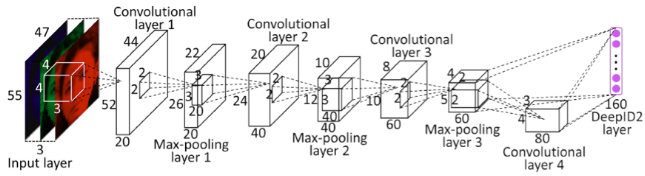 Convolutional
layer 1
47
4
4
3
55
3
Input layer
44
2
2
52
20
22
3
3
26
20
20
Max-pooling
layer 1
Convolutional
layer 2
20
2
2
24
40
10
3
3
12
40
40
Max-pooling
layer 2
Convolutional
layer 3
8
2
2
10
60
4
2
2
5
60
Max-pooling
layer 3
3
4
80
Convolutional
layer 4
160
DeepID2
layer